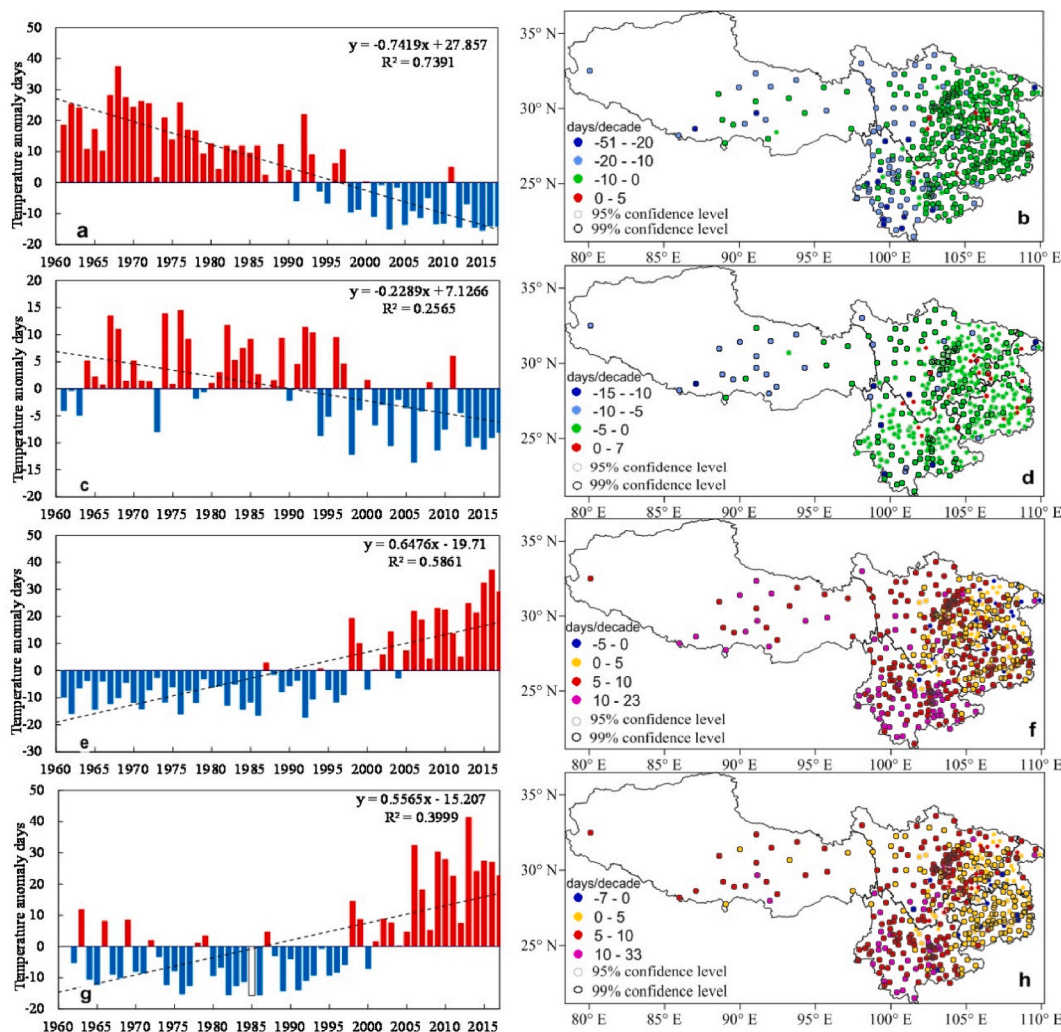 50
40
30
20
10
0
-10
-20
Temperature anomaly days
y = -0.7419x + 27.857
R² = 0.7391
a
1960 1965 1970 1975 1980 1985 1990 1995 2000 2005 2010 2015
35° N
30° N
25° N
days/decade
-51 - -20
-20 - -10
-10 - 0
0 - 5
95% confidence level
99% confidence level
b
80° E 85° E 90° E 95° E 100° E 105° E 110° E
20
15
10
5
0
-5
-10
-15
-20
Temperature anomaly days
y = -0.2289x + 7.1266
R² = 0.2565
c
1960 1965 1970 1975 1980 1985 1990 1995 2000 2005 2010 2015
35° N
30° N
25° N
days/decade
-15 - -10
-10 - -5
-5 - 0
0 - 7
95% confidence level
99% confidence level
d
80° E 85° E 90° E 95° E 100° E 105° E 110° E
50
40
30
20
10
0
-10
-20
-30
Temperature anomaly days
y = 0.6476x - 19.71
R² = 0.5861
e
1960 1965 1970 1975 1980 1985 1990 1995 2000 2005 2010 2015
35° N
30° N
25° N
days/decade
-5 - 0
0 - 5
5 - 10
10 - 23
95% confidence level
99% confidence level
f
80° E 85° E 90° E 95° E 100° E 105° E 110° E
50
40
30
20
10
0
-10
-20
Temperature anomaly days
y = 0.5565x - 15.207
R² = 0.3999
g
1960 1965 1970 1975 1980 1985 1990 1995 2000 2005 2010 2015
35° N
30° N
25° N
days/decade
-7 - 0
0 - 5
5 - 10
10 - 33
95% confidence level
99% confidence level
h
80° E 85° E 90° E 95° E 100° E 105° E 110° E